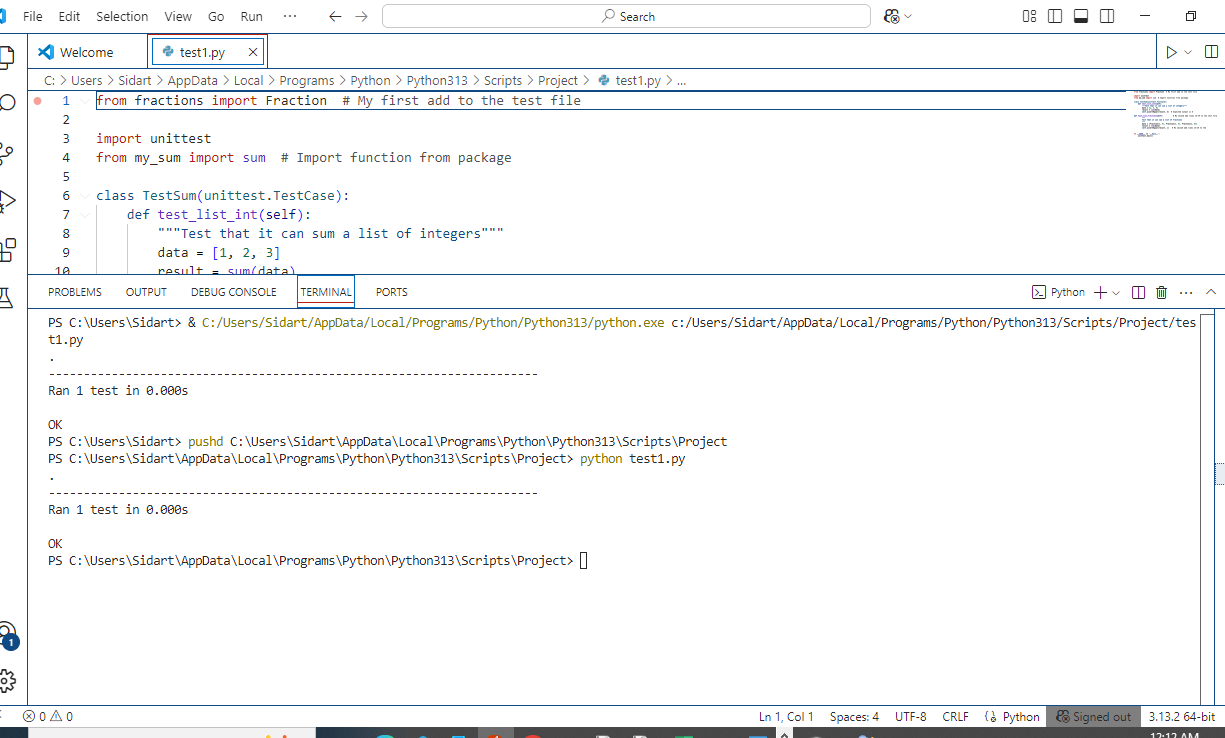 File Edit Selection View Go Run ··· Search
Welcome test1.py
C: > Users > Sidart > AppData > Local > Programs > Python > Python313 > Scripts > Project > test1.py > ...
1 from fractions import Fraction  # My first add to the test file
2
3 import unittest
4 from my_sum import sum  # Import function from package
5
6 class TestSum(unittest.TestCase):
7     def test_list_int(self):
8         """Test that it can sum a list of integers"""
9         data = [1, 2, 3]
10         result = sum(data)
PROBLEMS OUTPUT DEBUG CONSOLE TERMINAL PORTS Python
PS C:\Users\Sidart> & C:/Users/Sidart/AppData/Local/Programs/Python/Python313/python.exe c:/Users/Sidart/AppData/Local/Programs/Python/Python313/Scripts/Project/tes
t1.py
.
----------------------------------------------------------------------
Ran 1 test in 0.000s
OK
PS C:\Users\Sidart> pushd C:\Users\Sidart\AppData\Local\Programs\Python\Python313\Scripts\Project
PS C:\Users\Sidart\AppData\Local\Programs\Python\Python313\Scripts\Project> python test1.py
.
----------------------------------------------------------------------
Ran 1 test in 0.000s
OK
PS C:\Users\Sidart\AppData\Local\Programs\Python\Python313\Scripts\Project>
1
0 0 Ln 1, Col 1 Spaces: 4 UTF-8 CRLF Python Signed out 3.13.2 64-bit
12:12 AM